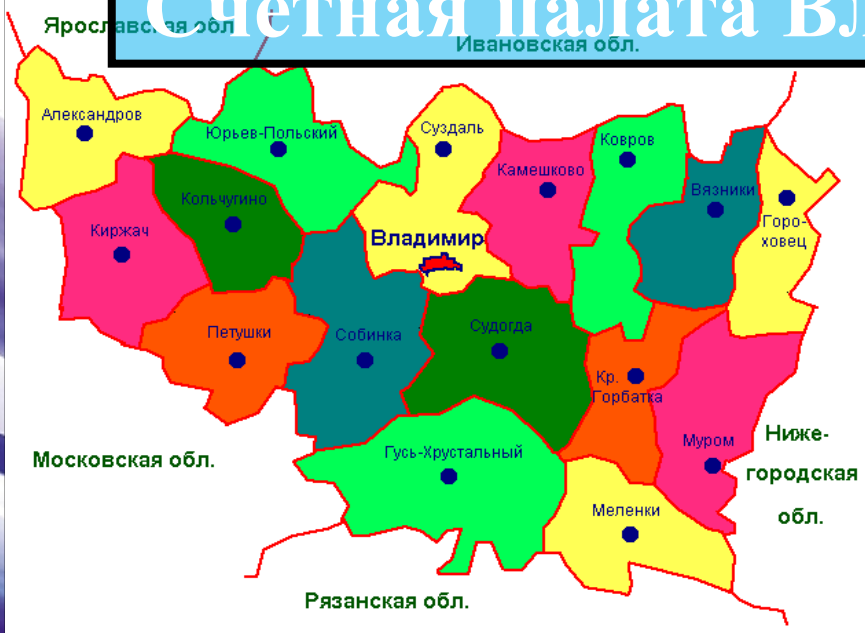 Счетная палата Вл
Ярославская обл
Ивановская обл.
Александров
Юрьев-Польский
Суздаль
Ковров
Камешково
Вязники
Кольчугино
Горо-
ховец
Киржач
Владимир
Петушки
Собинка
Судогда
Кр.
Горбатка
Муром
Ниже-
городская
обл.
Московская обл.
Гусь-Хрустальный
Меленки
Рязанская обл.